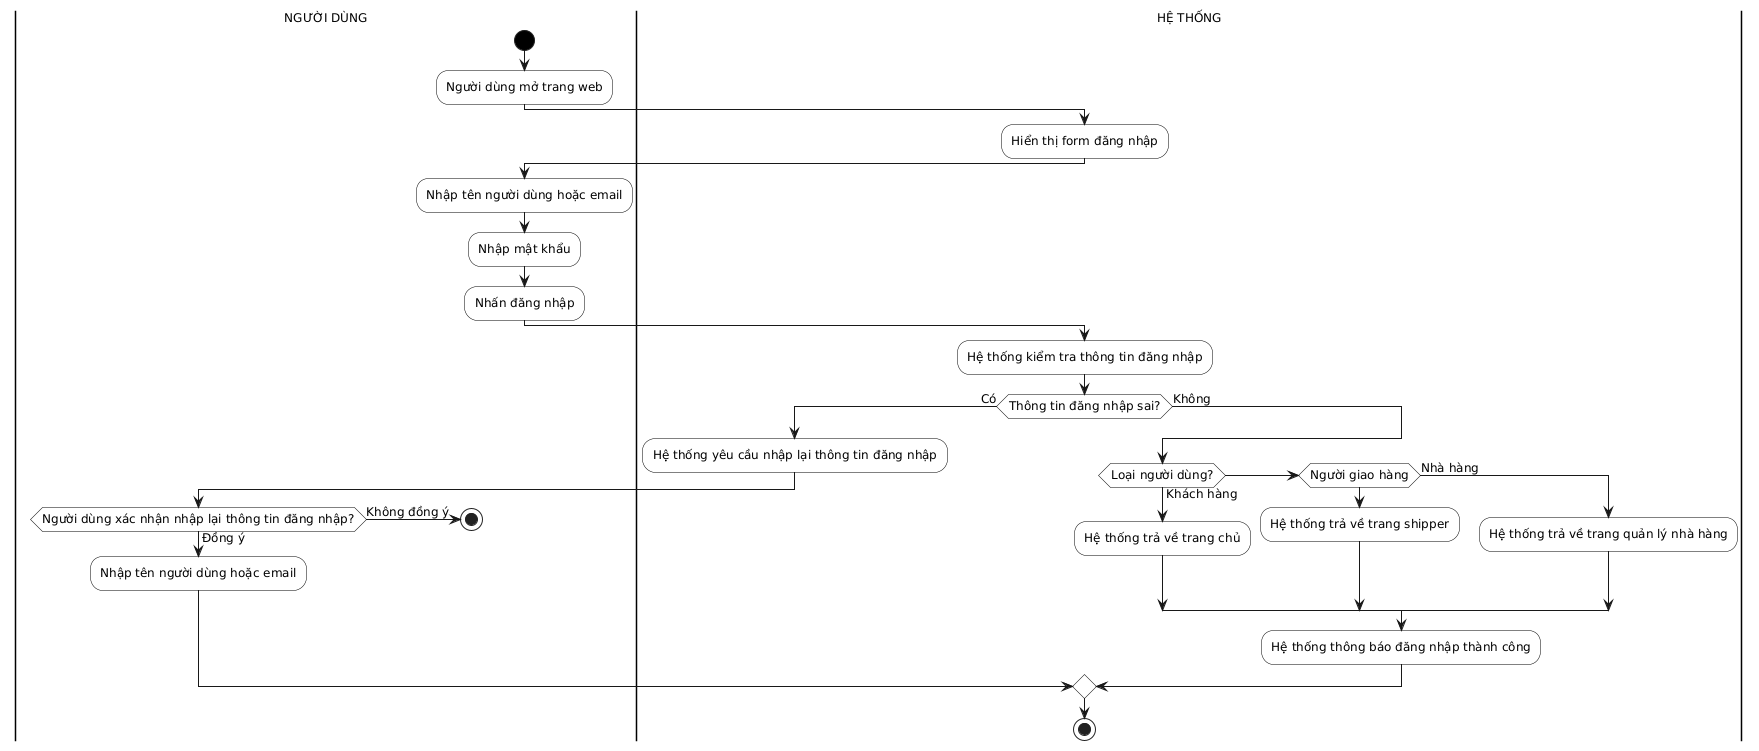 NGƯỜI DÙNG
HỆ THỐNG
Người dùng mở trang web
Hiển thị form đăng nhập
Nhập tên người dùng hoặc email
Nhập mật khẩu
Nhấn đăng nhập
Hệ thống kiểm tra thông tin đăng nhập
Có
Thông tin đăng nhập sai?
Không
Hệ thống yêu cầu nhập lại thông tin đăng nhập
Loại người dùng?
Người giao hàng
Nhà hàng
Khách hàng
Người dùng xác nhận nhập lại thông tin đăng nhập?
Không đồng ý
Đồng ý
Hệ thống trả về trang chủ
Hệ thống trả về trang shipper
Hệ thống trả về trang quản lý nhà hàng
Nhập tên người dùng hoặc email
Hệ thống thông báo đăng nhập thành công